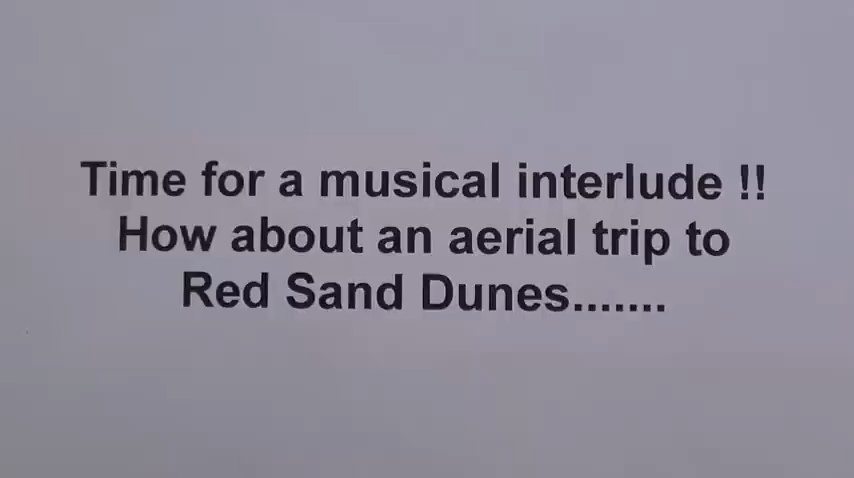 Time for a musical interlude !!
How about an aerial trip to
Red Sand Dunes.......